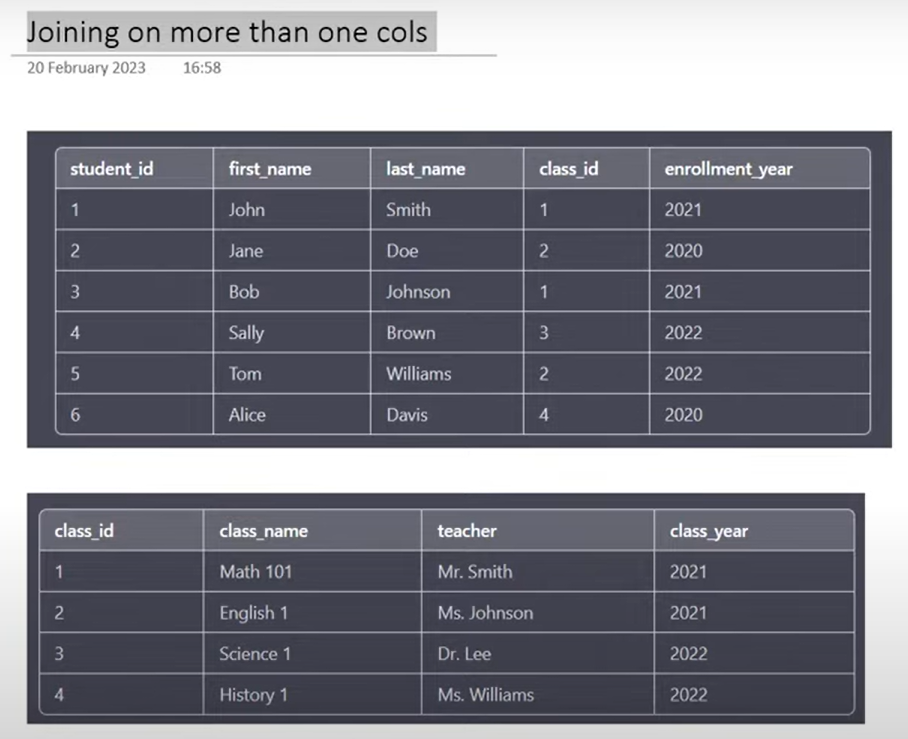 Joining on more than one cols
20 February 2023 16:58
student_id first_name last_name class_id enrollment_year
1 John Smith 1 2021
2 Jane Doe 2 2020
3 Bob Johnson 1 2021
4 Sally Brown 3 2022
5 Tom Williams 2 2022
6 Alice Davis 4 2020
class_id class_name teacher class_year
1 Math 101 Mr. Smith 2021
2 English 1 Ms. Johnson 2021
3 Science 1 Dr. Lee 2022
4 History 1 Ms. Williams 2022